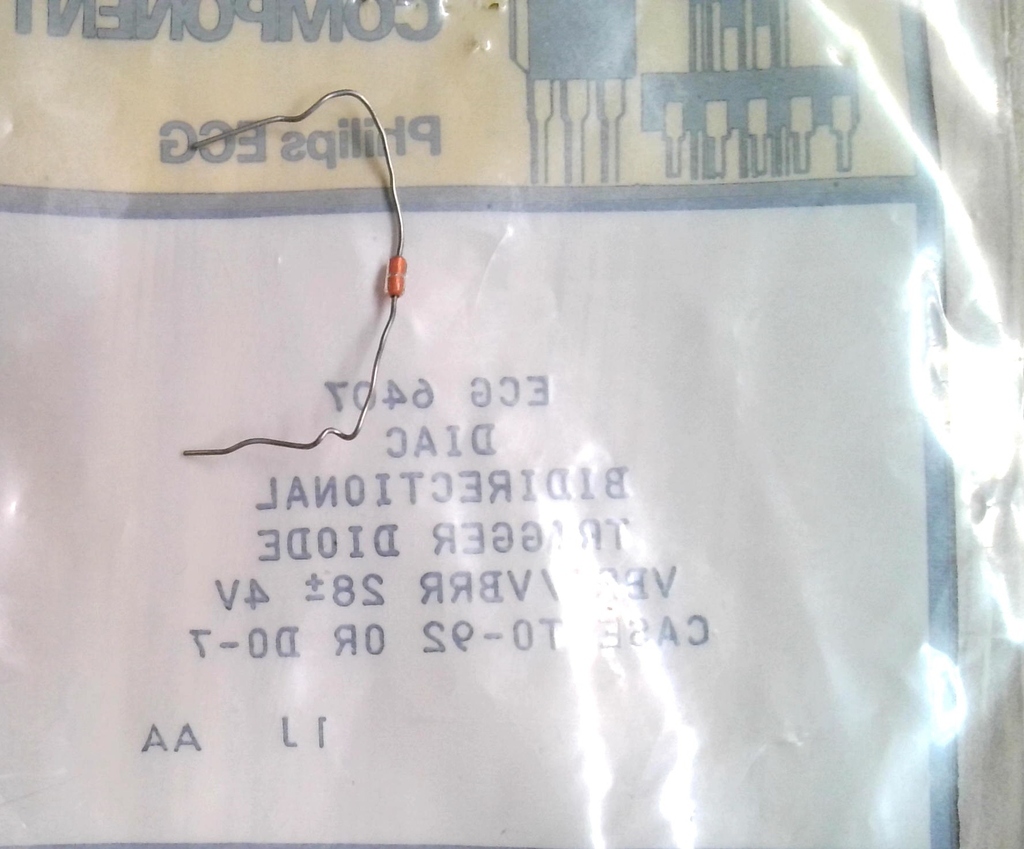 COMPONENT
Philips ECG
ECG 6407
DIAC
BIDIRECTIONAL
TRIGGER DIODE
/VBRR 28± 4V
CASE TO-92 OR DO-7
1J AA